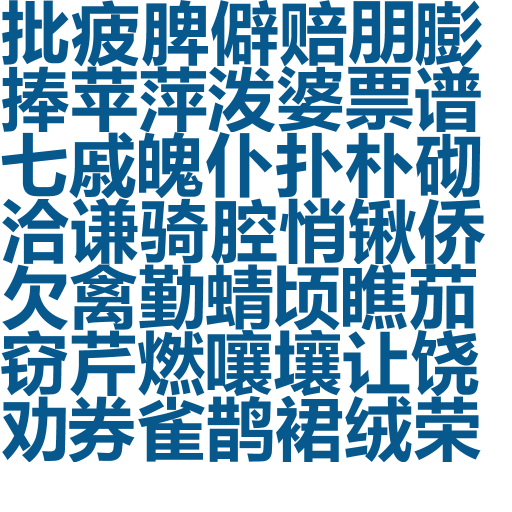 批疲脾僻赔朋膨
捧苹萍泼婆票谱
七戚魄仆扑朴砌
洽谦骑腔悄锹侨
欠禽勤蜻顷瞧茄
窃芹燃嚷壤让饶
劝券雀鹊裙绒荣